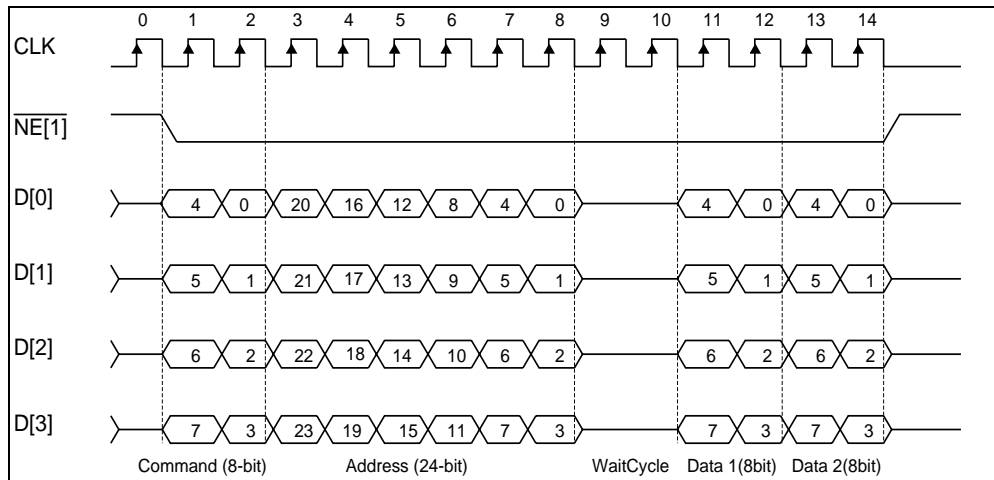 0 1 2 3 4 5 6 7 8 9 10 11 12 13 14
CLK
NE[1]
D[0] 4 0 20 16 12 8 4 0 4 0 4 0
D[1] 5 1 21 17 13 9 5 1 5 1 5 1
D[2] 6 2 22 18 14 10 6 2 6 2 6 2
D[3] 7 3 23 19 15 11 7 3 7 3 7 3
Command (8-bit) Address (24-bit) WaitCycle Data 1(8bit) Data 2(8bit)